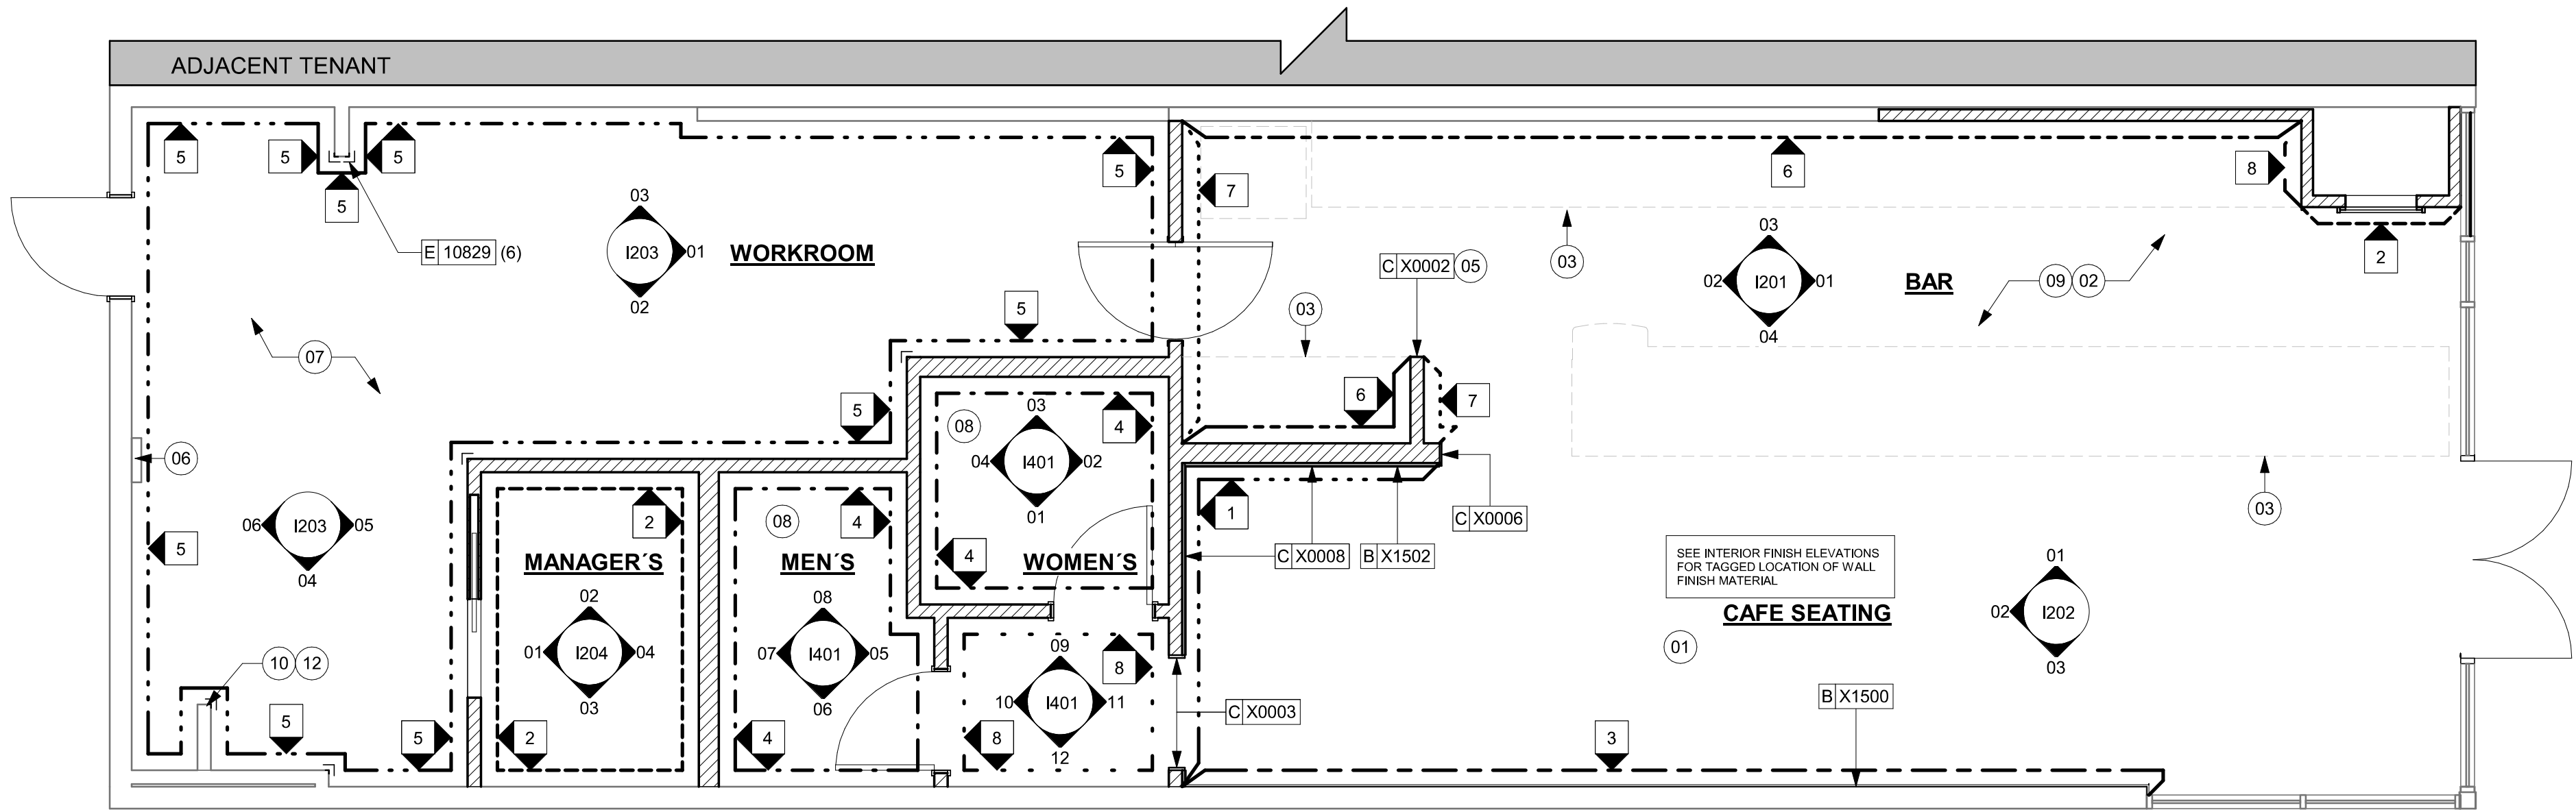 ADJACENT TENANT
5
5
5
5
5
7
6
8
2
E 10829 (6)
03
I203
01
02
WORKROOM
C X0002 05
03
03
03
02 I201 01
04
BAR
09 02
5
07
5
6
7
06
08
03
04 I401 02
01
4
4
WOMEN´S
06 I203 05
04
5
2
MANAGER´S
02
01 I204 04
03
2
08
4
MEN´S
08
07 I401 05
06
4
1
C X0008
B X1502
C X0006
03
SEE INTERIOR FINISH ELEVATIONS
FOR TAGGED LOCATION OF WALL
FINISH MATERIAL
CAFE SEATING
01
01
02 I202
03
10 12
5
5
8
09
10 I401 11
12
8
C X0003
B X1500
3